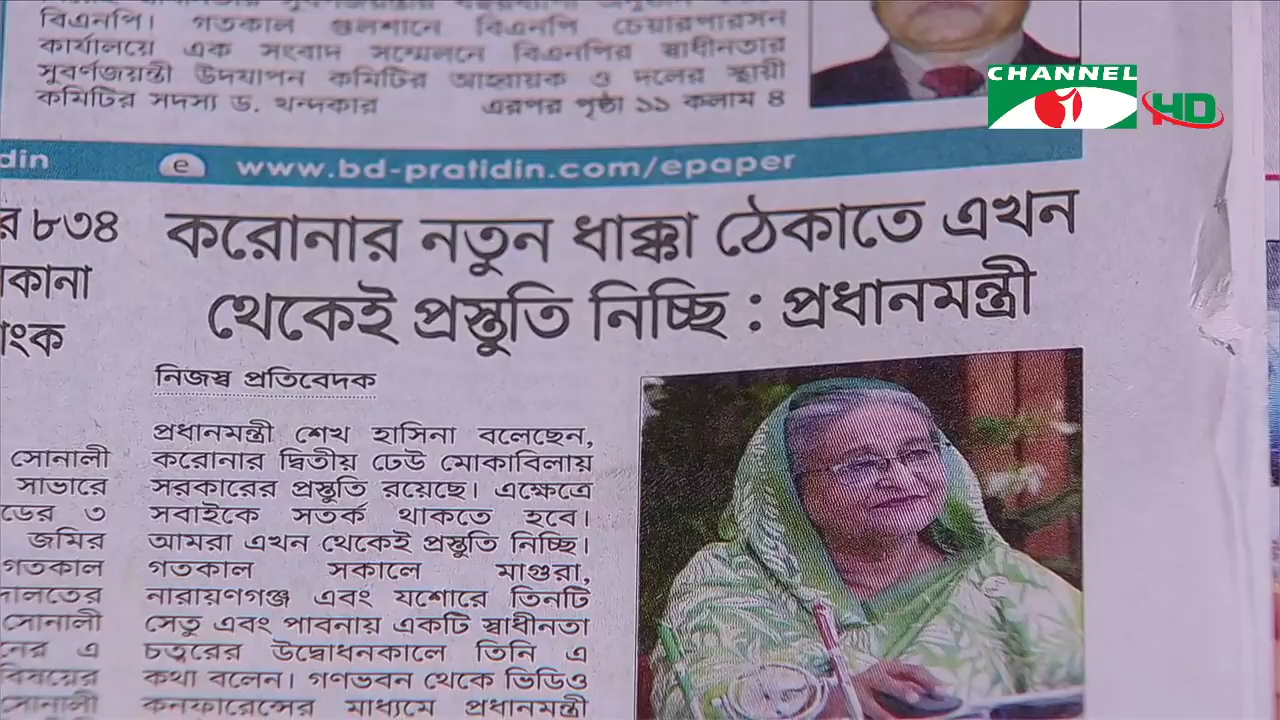 বিএনপি। গতকাল গুলশানে বিএনপি চেয়ারপারসন
কার্যালয়ে এক সংবাদ সম্মেলনে বিএনপির স্বাধীনতার
সুবর্ণজয়ন্তী উদযাপন কমিটির আহ্বায়ক ও দলের স্থায়ী
কমিটির সদস্য ড. খন্দকার এরপর পৃষ্ঠা ১১ কলাম ৪
CHANNEL
i HD
din
e www.bd-pratidin.com/epaper
র ৮৩৪
কানা
াংক
করোনার নতুন ধাক্কা ঠেকাতে এখন
থেকেই প্রস্তুতি নিচ্ছি : প্রধানমন্ত্রী
নিজস্ব প্রতিবেদক
প্রধানমন্ত্রী শেখ হাসিনা বলেছেন,
করোনার দ্বিতীয় ঢেউ মোকাবিলায়
সরকারের প্রস্তুতি রয়েছে। এক্ষেত্রে
সবাইকে সতর্ক থাকতে হবে।
আমরা এখন থেকেই প্রস্তুতি নিচ্ছি।
গতকাল সকালে মাগুরা,
নারায়ণগঞ্জ এবং যশোরে তিনটি
সেতু এবং পাবনায় একটি স্বাধীনতা
চত্বরের উদ্বোধনকালে তিনি এ
কথা বলেন। গণভবন থেকে ভিডিও
কনফারেন্সের মাধ্যমে প্রধানমন্ত্রী
সোনালী
সাভারে
ডের ৩
জমির
গতকাল
দালতের
সোনালী
নের এ
বিষয়ের
সোনালী